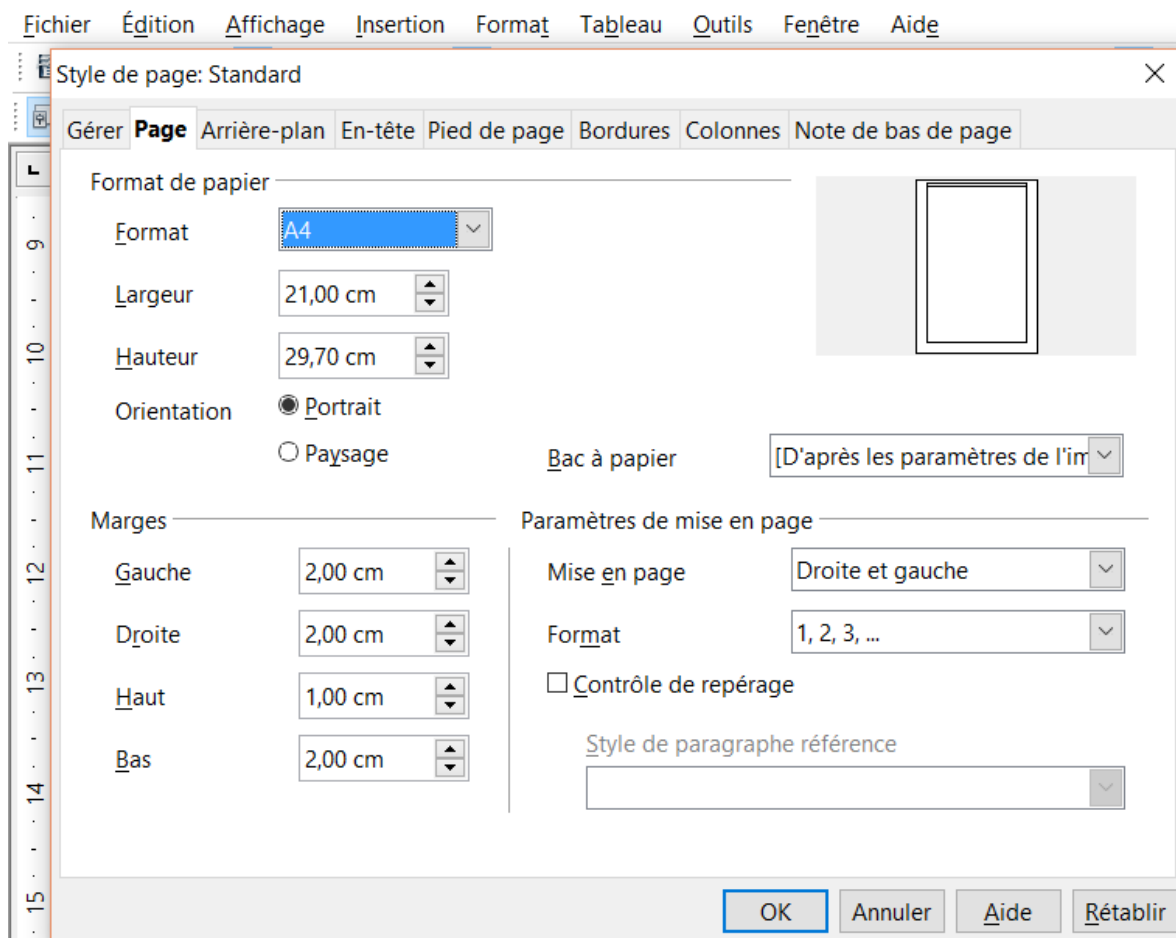 Fichier Édition Affichage Insertion Format Tableau Outils Fenêtre Aide
Style de page: Standard
Gérer Page Arrière-plan En-tête Pied de page Bordures Colonnes Note de bas de page
Format de papier
Format A4
Largeur 21,00 cm
Hauteur 29,70 cm
Orientation Portrait
Paysage
Bac à papier [D'après les paramètres de l'im
Marges
Gauche 2,00 cm
Droite 2,00 cm
Haut 1,00 cm
Bas 2,00 cm
Paramètres de mise en page
Mise en page Droite et gauche
Format 1, 2, 3, ...
Contrôle de repérage
Style de paragraphe référence
OK Annuler Aide Rétablir
9
10
11
12
13
14
15